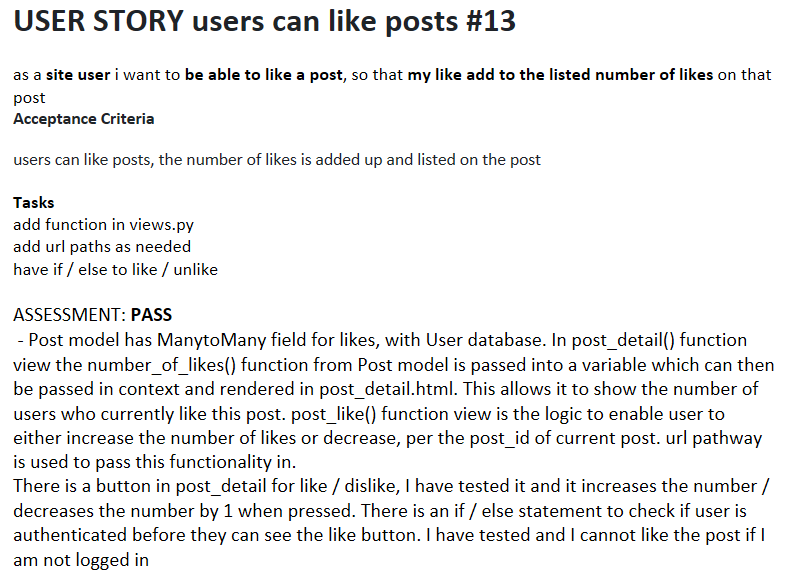 USER STORY users can like posts #13
as a site user i want to be able to like a post, so that my like add to the listed number of likes on that
post
Acceptance Criteria
users can like posts, the number of likes is added up and listed on the post
Tasks
add function in views.py
add url paths as needed
have if / else to like / unlike
ASSESSMENT: PASS
- Post model has ManytoMany field for likes, with User database. In post_detail() function
view the number_of_likes() function from Post model is passed into a variable which can then
be passed in context and rendered in post_detail.html. This allows it to show the number of
users who currently like this post. post_like() function view is the logic to enable user to
either increase the number of likes or decrease, per the post_id of current post. url pathway
is used to pass this functionality in.
There is a button in post_detail for like / dislike, I have tested it and it increases the number /
decreases the number by 1 when pressed. There is an if / else statement to check if user is
authenticated before they can see the like button. I have tested and I cannot like the post if I
am not logged in